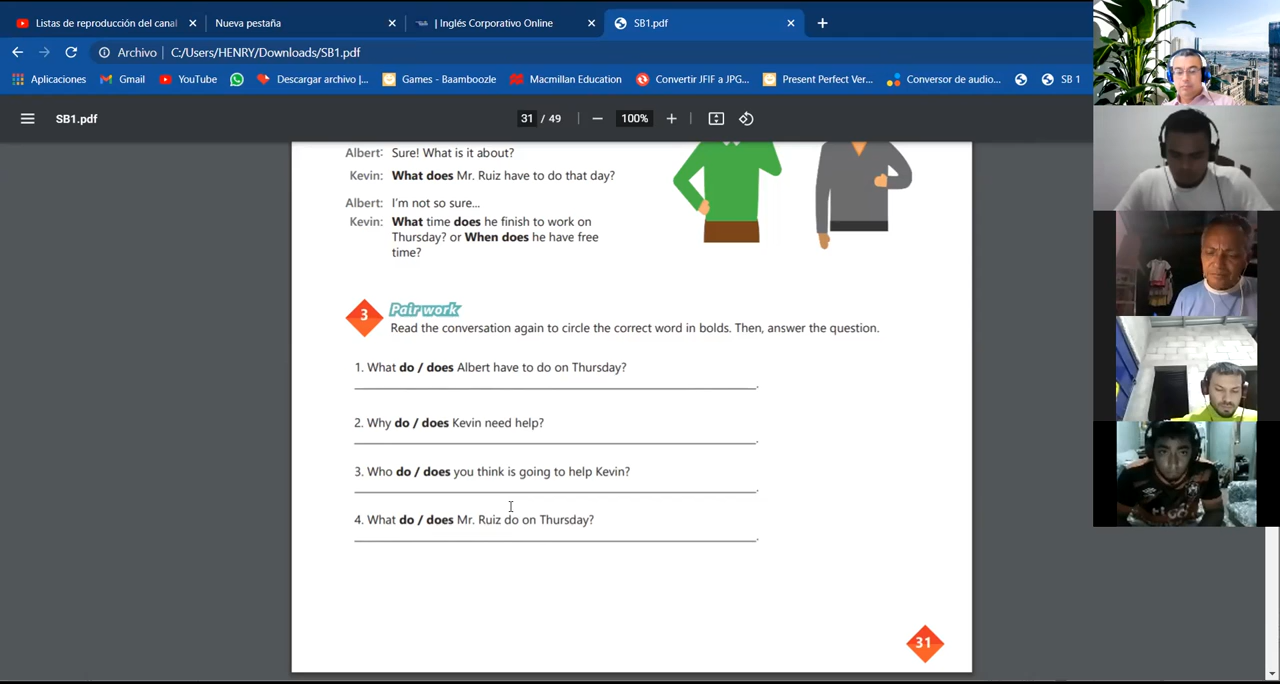 Listas de reproducción del canal
Nueva pestaña
| Inglés Corporativo Online
SB1.pdf
Archivo | C:/Users/HENRY/Downloads/SB1.pdf
Aplicaciones
Gmail
YouTube
Descargar archivo |...
Games - Baamboozle
Macmillan Education
Convertir JFIF a JPG...
Present Perfect Ver...
Conversor de audio...
SB 1
SB1.pdf
31 / 49
100%
Albert: Sure! What is it about?
Kevin: What does Mr. Ruiz have to do that day?
Albert: I'm not so sure...
Kevin: What time does he finish to work on
Thursday? or When does he have free
time?
3
Pair work
Read the conversation again to circle the correct word in bolds. Then, answer the question.
1. What do / does Albert have to do on Thursday?
2. Why do / does Kevin need help?
3. Who do / does you think is going to help Kevin?
4. What do / does Mr. Ruiz do on Thursday?
31